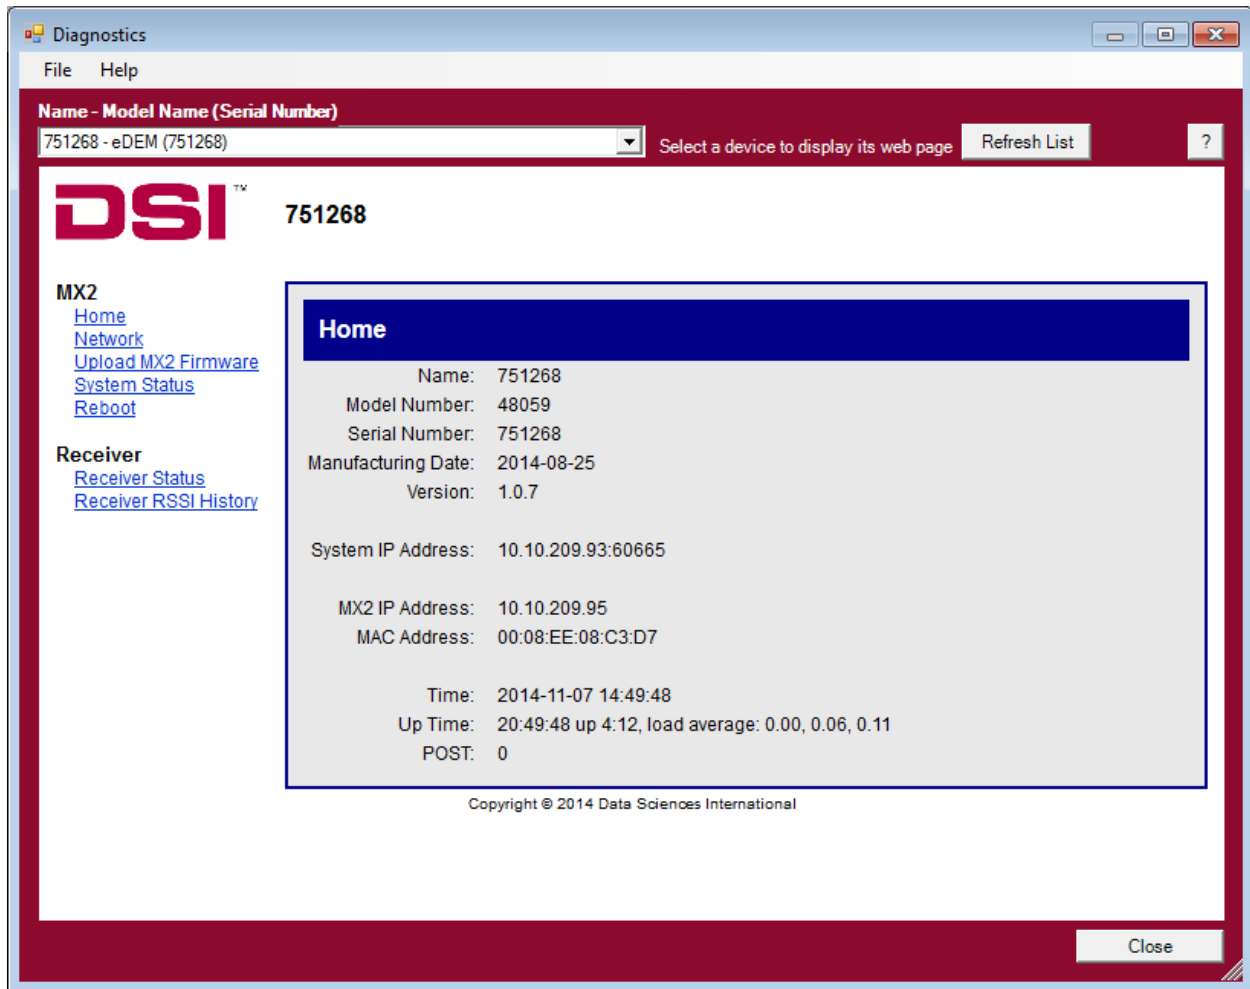 Diagnostics
File Help
Name - Model Name (Serial Number)
751268 - eDEM (751268)
Select a device to display its web page
Refresh List
?
DSI™
751268
MX2
Home
Network
Upload MX2 Firmware
System Status
Reboot
Receiver
Receiver Status
Receiver RSSI History
Home
Name: 751268
Model Number: 48059
Serial Number: 751268
Manufacturing Date: 2014-08-25
Version: 1.0.7
System IP Address: 10.10.209.93:60665
MX2 IP Address: 10.10.209.95
MAC Address: 00:08:EE:08:C3:D7
Time: 2014-11-07 14:49:48
Up Time: 20:49:48 up 4:12, load average: 0.00, 0.06, 0.11
POST: 0
Copyright © 2014 Data Sciences International
Close